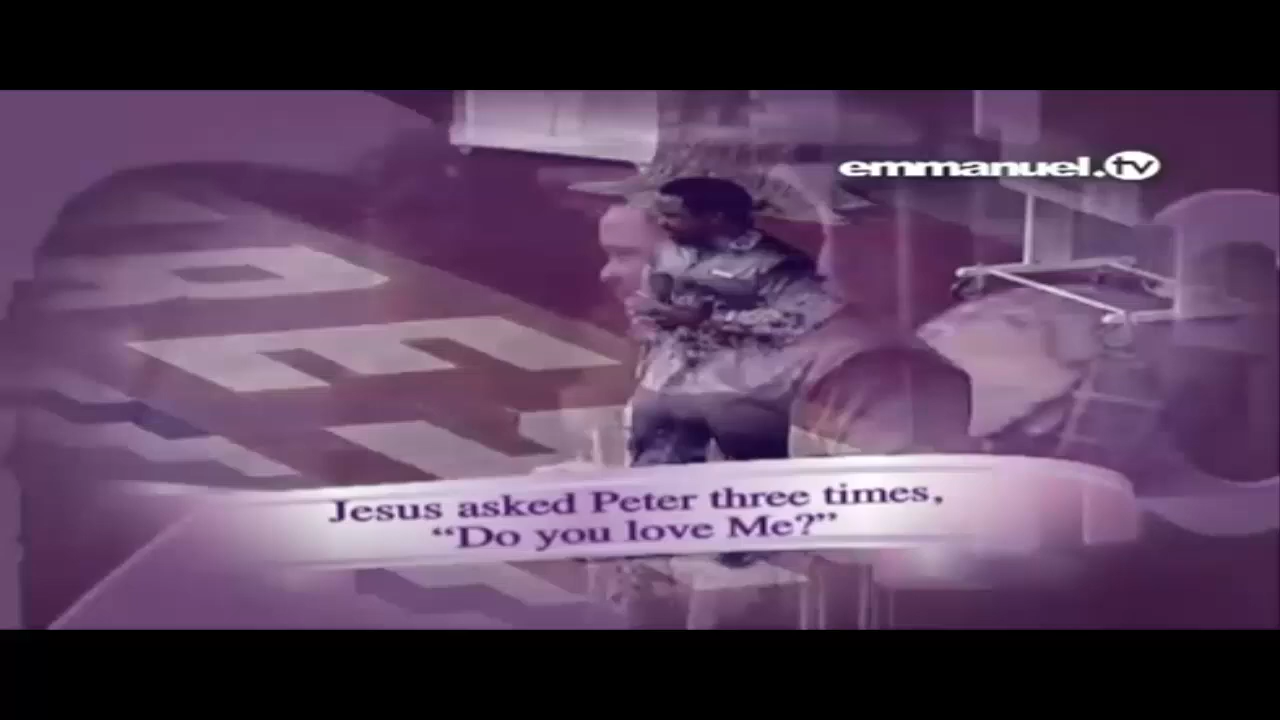 emmanuel.tv
Jesus asked Peter three times,
“Do you love Me?”